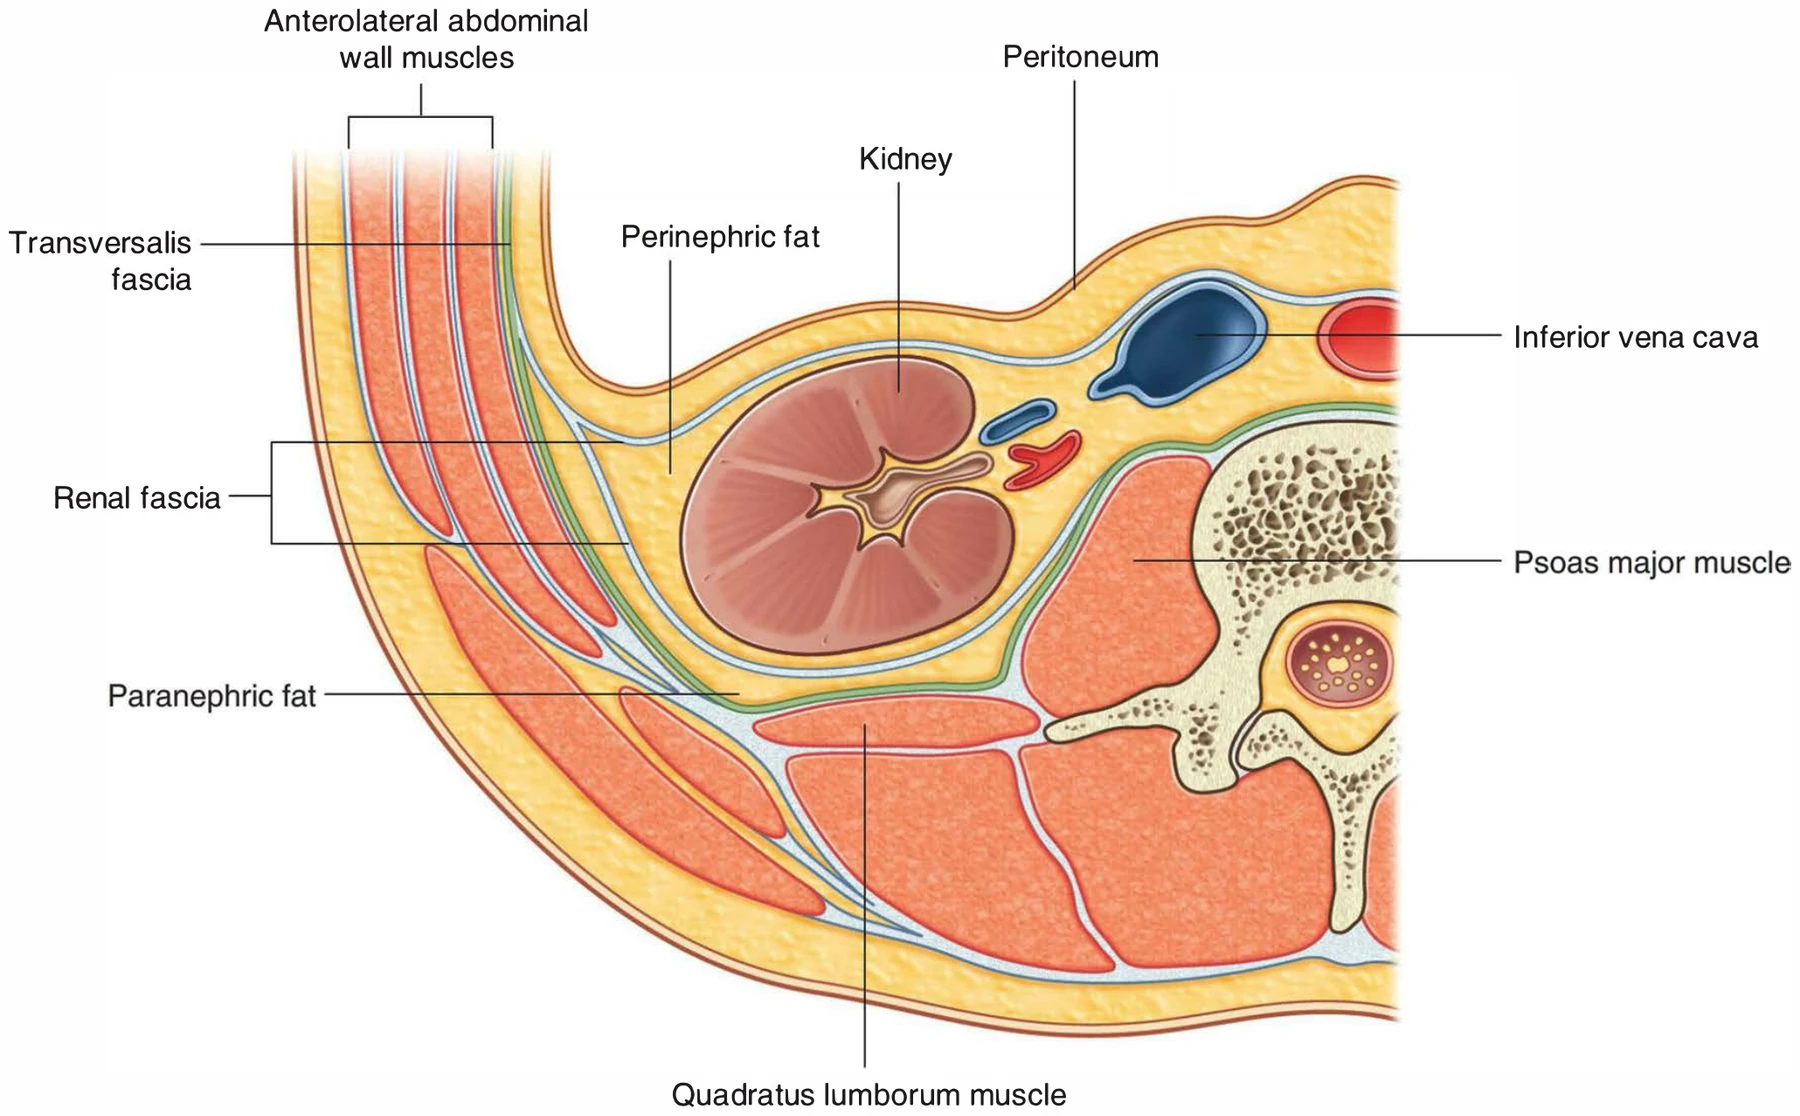 Anterolateral abdominal
wall muscles
Peritoneum
Kidney
Perinephric fat
Transversalis
fascia
Inferior vena cava
Renal fascia
Psoas major muscle
Paranephric fat
Quadratus lumborum muscle